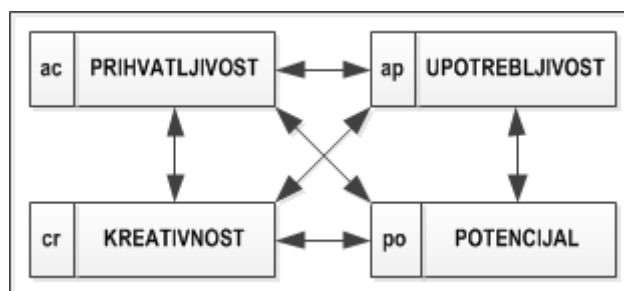 ac PRIHVATLJIVOST
ap UPOTREBLJIVOST
cr KREATIVNOST
po POTENCIJAL